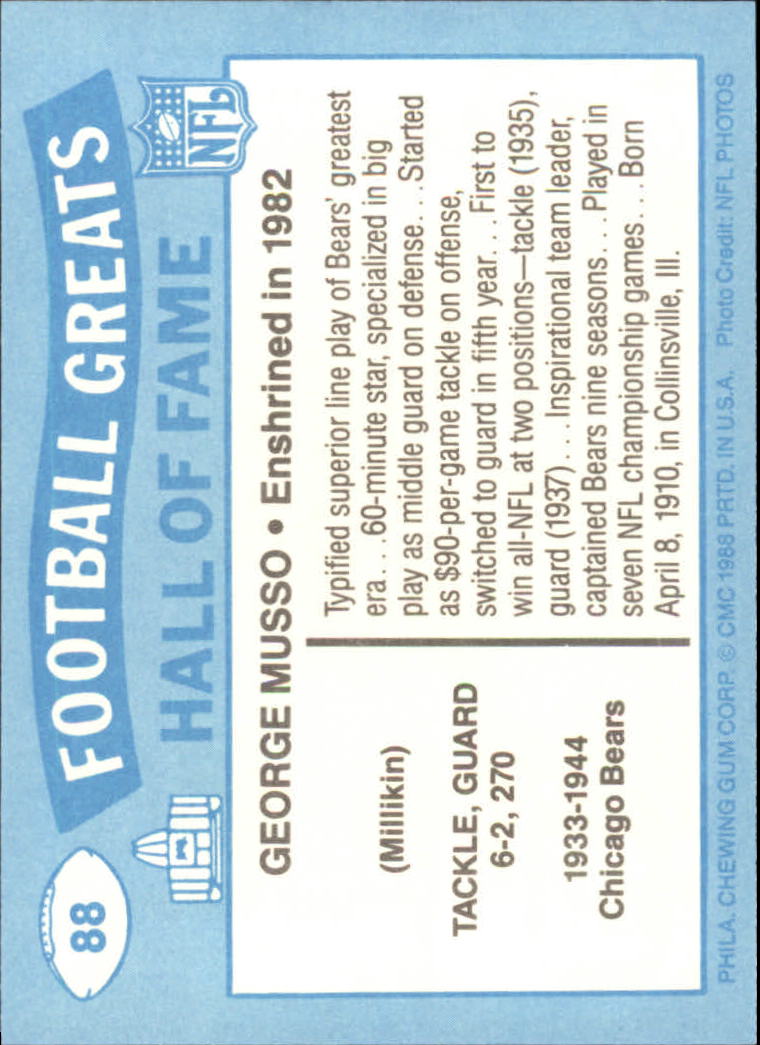 88
FOOTBALL GREATS
HALL OF FAME
NFL
GEORGE MUSSO • Enshrined in 1982
(Millikin)
TACKLE, GUARD
6-2, 270
1933-1944
Chicago Bears
Typified superior line play of Bears' greatest
era. . .60-minute star, specialized in big
play as middle guard on defense. . .Started
as $90-per-game tackle on offense,
switched to guard in fifth year. . . First to
win all-NFL at two positions—tackle (1935),
guard (1937). . . .Inspirational team leader,
captained Bears nine seasons. . . Played in
seven NFL championship games. . . Born
April 8, 1910, in Collinsville, Ill.
PHILA. CHEWING GUM CORP. © CMC 1988 PRTD. IN U.S.A. Photo Credit: NFL PHOTOS